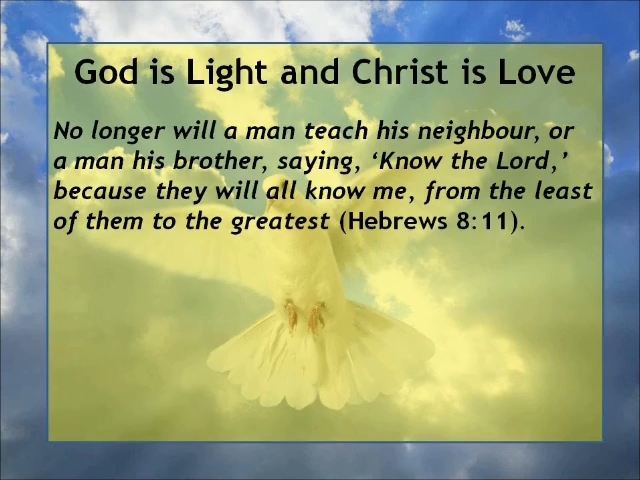 God is Light and Christ is Love
No longer will a man teach his neighbour, or
a man his brother, saying, ‘Know the Lord,’
because they will all know me, from the least
of them to the greatest (Hebrews 8:11).